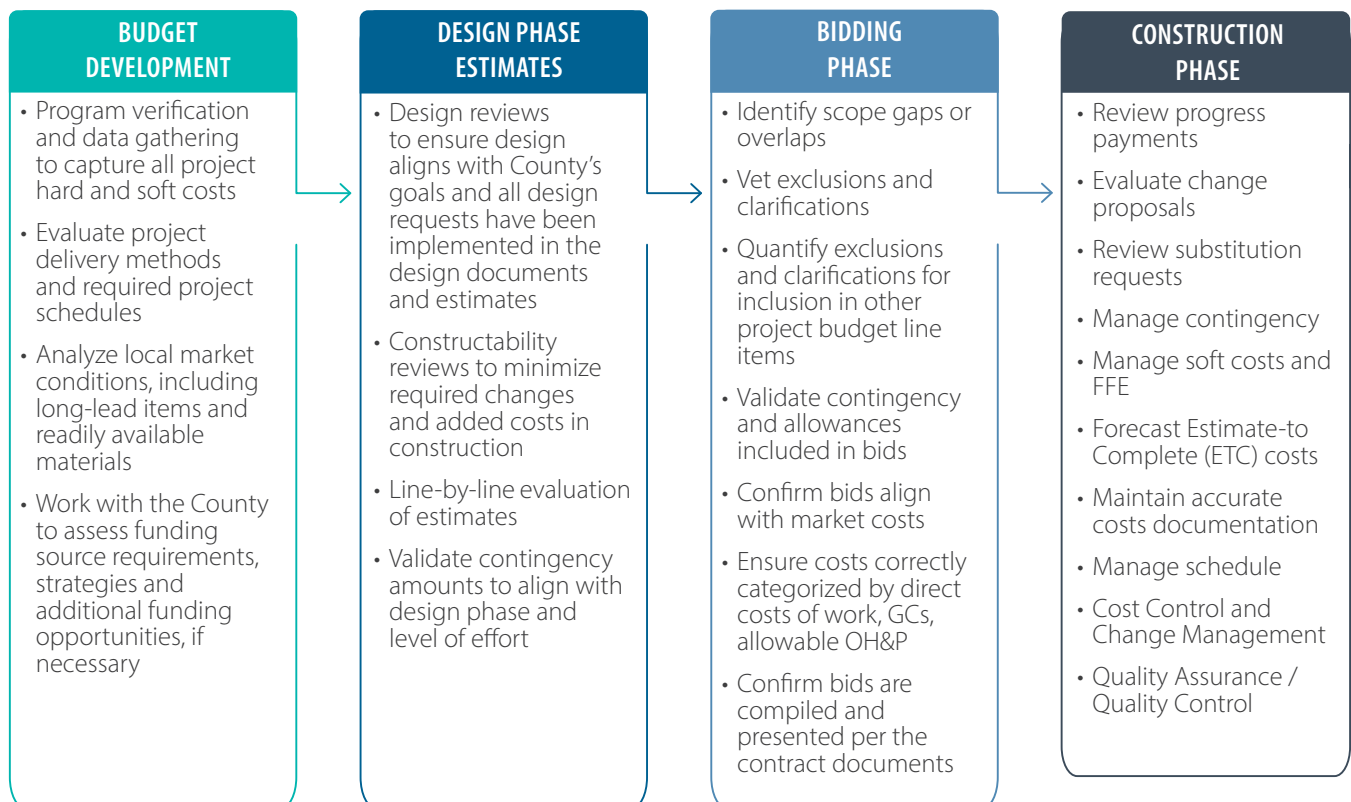 BUDGET
DEVELOPMENT
• Program verification
and data gathering
to capture all project
hard and soft costs
• Evaluate project
delivery methods
and required project
schedules
• Analyze local market
conditions, including
long-lead items and
readily available
materials
• Work with the County
to assess funding
source requirements,
strategies and
additional funding
opportunities, if
necessary
DESIGN PHASE
ESTIMATES
• Design reviews
to ensure design
aligns with County’s
goals and all design
requests have been
implemented in the
design documents
and estimates
• Constructability
reviews to minimize
required changes
and added costs in
construction
• Line-by-line evaluation
of estimates
• Validate contingency
amounts to align with
design phase and
level of effort
BIDDING
PHASE
• Identify scope gaps or
overlaps
• Vet exclusions and
clarifications
• Quantify exclusions
and clarifications for
inclusion in other
project budget line
items
• Validate contingency
and allowances
included in bids
• Confirm bids align
with market costs
• Ensure costs correctly
categorized by direct
costs of work, GCs,
allowable OH&P
• Confirm bids are
compiled and
presented per the
contract documents
CONSTRUCTION
PHASE
• Review progress
payments
• Evaluate change
proposals
• Review substitution
requests
• Manage contingency
• Manage soft costs and
FFE
• Forecast Estimate-to
Complete (ETC) costs
• Maintain accurate
costs documentation
• Manage schedule
• Cost Control and
Change Management
• Quality Assurance /
Quality Control